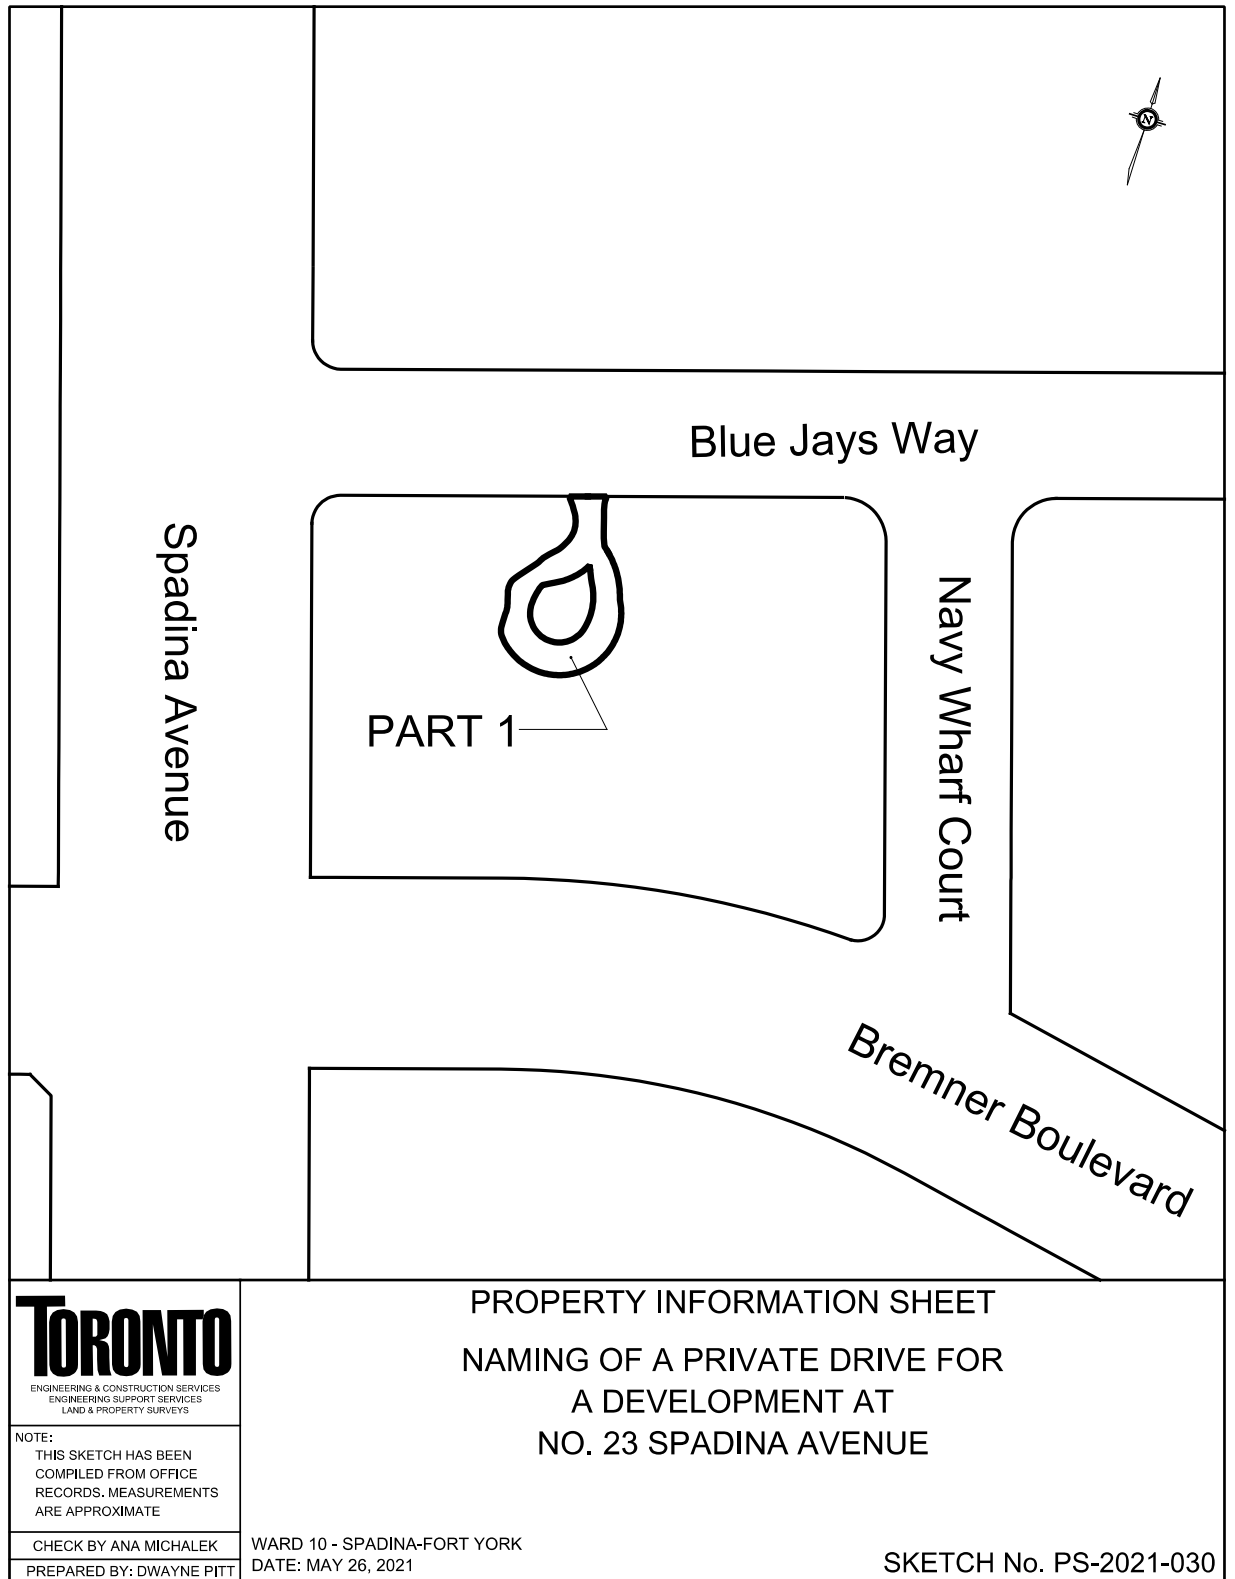 N
Blue Jays Way
Spadina Avenue
Navy Wharf Court
PART 1
Bremner Boulevard
TORONTO
ENGINEERING & CONSTRUCTION SERVICES
ENGINEERING SUPPORT SERVICES
LAND & PROPERTY SURVEYS
NOTE:
THIS SKETCH HAS BEEN
COMPILED FROM OFFICE
RECORDS. MEASUREMENTS
ARE APPROXIMATE
CHECK BY ANA MICHALEK
PREPARED BY: DWAYNE PITT
PROPERTY INFORMATION SHEET
NAMING OF A PRIVATE DRIVE FOR
A DEVELOPMENT AT
NO. 23 SPADINA AVENUE
WARD 10 - SPADINA-FORT YORK
DATE: MAY 26, 2021
SKETCH No. PS-2021-030